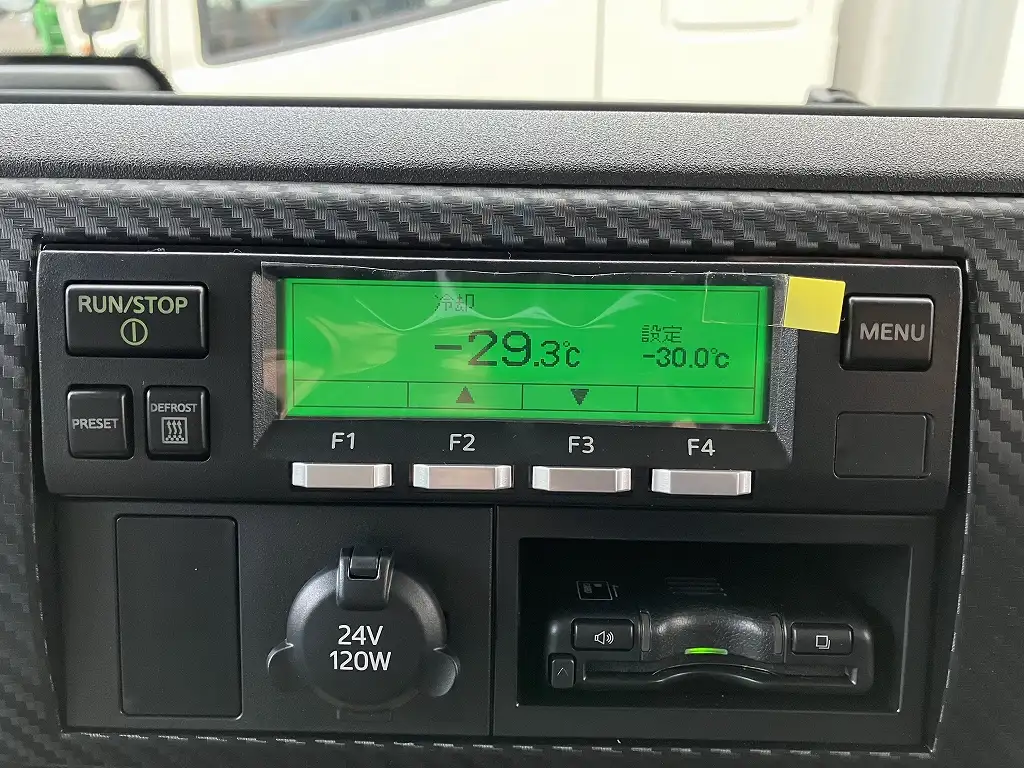 RUN/STOP
冷却
-29.3℃
設定
-30.0℃
MENU
PRESET
DEFROST
▲
▼
F1
F2
F3
F4
24V
120W